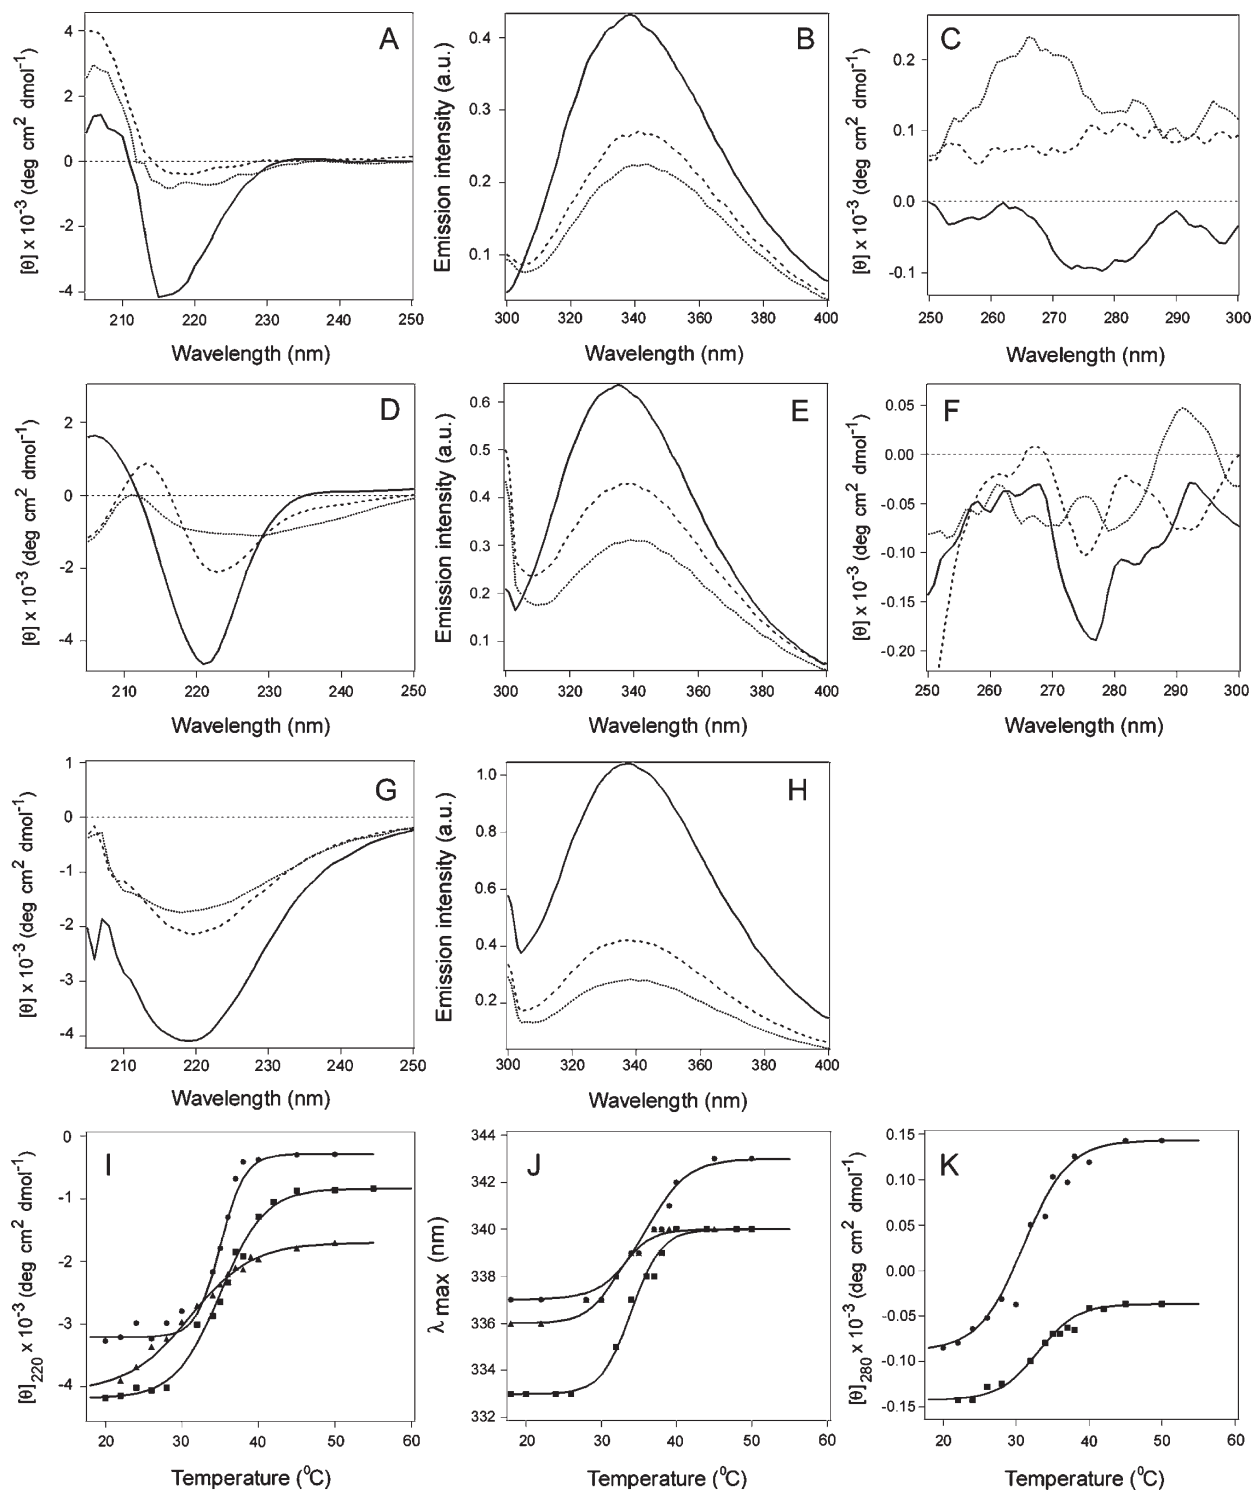 A
[θ] x 10⁻³ (deg cm² dmol⁻¹)
4
2
0
-2
-4
210 220 230 240 250
Wavelength (nm)
B
Emission intensity (a.u.)
0.4
0.3
0.2
0.1
300 320 340 360 380 400
Wavelength (nm)
C
[θ] x 10⁻³ (deg cm² dmol⁻¹)
0.2
0.1
0.0
-0.1
250 260 270 280 290 300
Wavelength (nm)
D
[θ] x 10⁻³ (deg cm² dmol⁻¹)
2
0
-2
-4
210 220 230 240 250
Wavelength (nm)
E
Emission intensity (a.u.)
0.6
0.5
0.4
0.3
0.2
0.1
300 320 340 360 380 400
Wavelength (nm)
F
[θ] x 10⁻³ (deg cm² dmol⁻¹)
0.05
0.00
-0.05
-0.10
-0.15
-0.20
250 260 270 280 290 300
Wavelength (nm)
G
[θ] x 10⁻³ (deg cm² dmol⁻¹)
1
0
-1
-2
-3
-4
210 220 230 240 250
Wavelength (nm)
H
Emission intensity (a.u.)
1.0
0.8
0.6
0.4
0.2
300 320 340 360 380 400
Wavelength (nm)
I
[θ]₂₂₀ x 10⁻³ (deg cm² dmol⁻¹)
0
-1
-2
-3
-4
20 30 40 50 60
Temperature (⁰C)
J
λ max (nm)
344
342
340
338
336
333
332
20 30 40 50 60
Temperature (⁰C)
K
[θ]₂₈₀ x 10⁻³ (deg cm² dmol⁻¹)
0.15
0.10
0.05
0.00
-0.05
-0.10
-0.15
20 30 40 50 60
Temperature (⁰C)